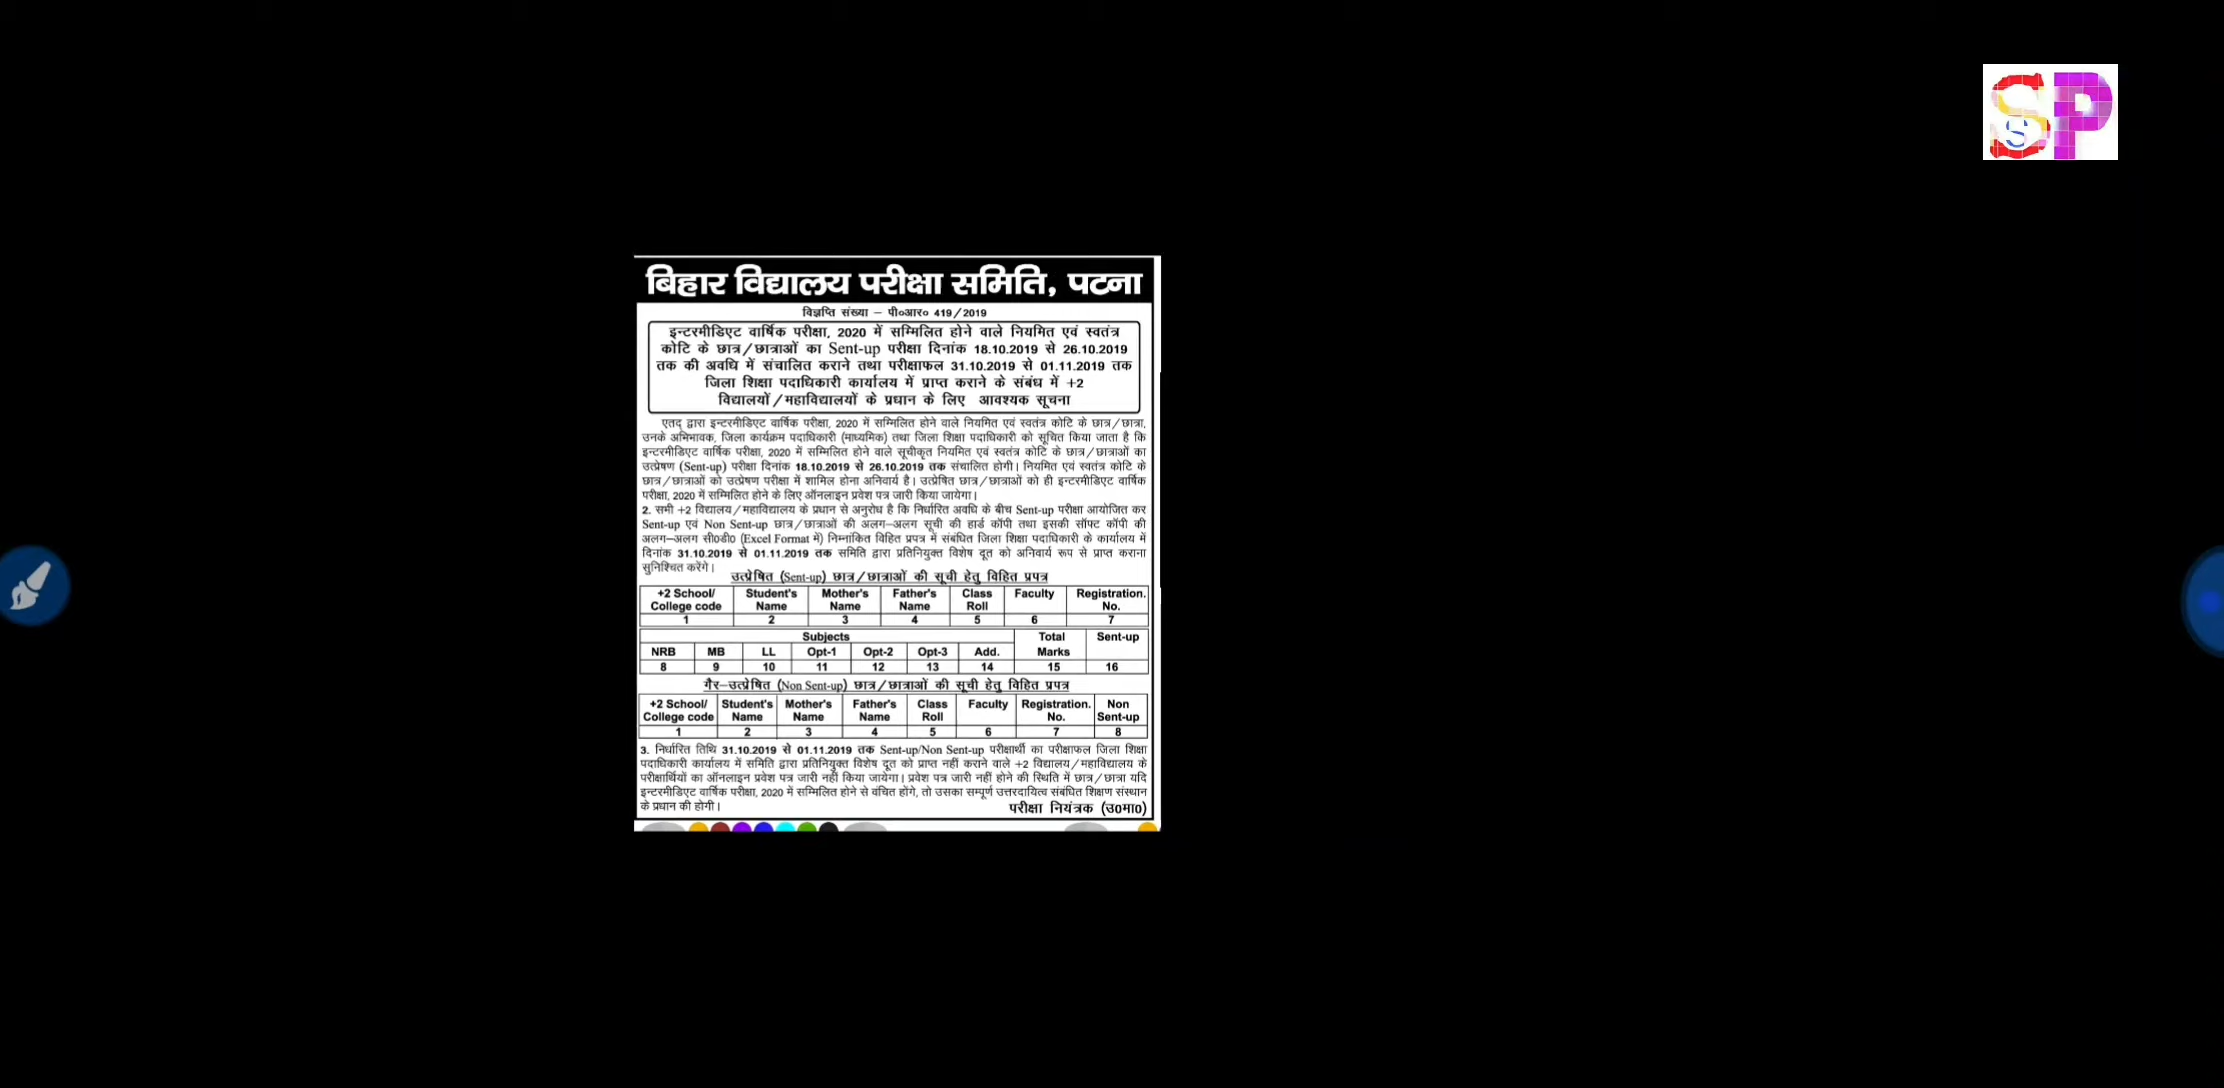 SP
S
बिहार विद्यालय परीक्षा समिति, पटना
विज्ञप्ति संख्या – पी०आर० 419/2019
इन्टरमीडिएट वार्षिक परीक्षा, 2020 में सम्मिलित होने वाले नियमित एवं स्वतंत्र
कोटि के छात्र/छात्राओं का Sent-up परीक्षा दिनांक 18.10.2019 से 26.10.2019
तक की अवधि में संचालित कराने तथा परीक्षाफल 31.10.2019 से 01.11.2019 तक
जिला शिक्षा पदाधिकारी कार्यालय में प्राप्त कराने के संबंध में +2
विद्यालयों/महाविद्यालयों के प्रधान के लिए आवश्यक सूचना
एतद् द्वारा इन्टरमीडिएट वार्षिक परीक्षा, 2020 में सम्मिलित होने वाले नियमित एवं स्वतंत्र कोटि के छात्र/छात्रा,
उनके अभिभावक, जिला कार्यक्रम पदाधिकारी (माध्यमिक) तथा जिला शिक्षा पदाधिकारी को सूचित किया जाता है कि
इन्टरमीडिएट वार्षिक परीक्षा, 2020 में सम्मिलित होने वाले सूचीकृत नियमित एवं स्वतंत्र कोटि के छात्र/छात्राओं का
उत्प्रेषण (Sent-up) परीक्षा दिनांक 18.10.2019 से 26.10.2019 तक संचालित होगी। नियमित एवं स्वतंत्र कोटि के
छात्र/छात्राओं को उत्प्रेषण परीक्षा में शामिल होना अनिवार्य है। उत्प्रेषित छात्र/छात्राओं को ही इन्टरमीडिएट वार्षिक
परीक्षा, 2020 में सम्मिलित होने के लिए ऑनलाइन प्रवेश पत्र जारी किया जायेगा।
2. सभी +2 विद्यालय/महाविद्यालय के प्रधान से अनुरोध है कि निर्धारित अवधि के बीच Sent-up परीक्षा आयोजित कर
Sent-up एवं Non Sent-up छात्र/छात्राओं की अलग–अलग सूची की हार्ड कॉपी तथा इसकी सॉफ्ट कॉपी की
अलग–अलग सी0डी0 (Excel Format में) निम्नांकित विहित प्रपत्र में संबंधित जिला शिक्षा पदाधिकारी के कार्यालय में
दिनांक 31.10.2019 से 01.11.2019 तक समिति द्वारा प्रतिनियुक्त विशेष दूत को अनिवार्य रूप से प्राप्त कराना
सुनिश्चित करेंगे।
उत्प्रेषित (Sent-up) छात्र/छात्राओं की सूची हेतु विहित प्रपत्र
+2 School/ Student's Mother's Father's Class Faculty Registration.
College code Name Name Name Roll No.
1 2 3 4 5 6 7
Subjects Total Sent-up
NRB MB LL Opt-1 Opt-2 Opt-3 Add. Marks
8 9 10 11 12 13 14 15 16
गैर–उत्प्रेषित (Non Sent-up) छात्र/छात्राओं की सूची हेतु विहित प्रपत्र
+2 School/ Student's Mother's Father's Class Faculty Registration. Non
College code Name Name Name Roll No. Sent-up
1 2 3 4 5 6 7 8
3. निर्धारित तिथि 31.10.2019 से 01.11.2019 तक Sent-up/Non Sent-up परीक्षार्थी का परीक्षाफल जिला शिक्षा
पदाधिकारी कार्यालय में समिति द्वारा प्रतिनियुक्त विशेष दूत को प्राप्त नहीं कराने वाले +2 विद्यालय/महाविद्यालय के
परीक्षार्थियों का ऑनलाइन प्रवेश पत्र जारी नहीं किया जायेगा। प्रवेश पत्र जारी नहीं होने की स्थिति में छात्र/छात्रा यदि
इन्टरमीडिएट वार्षिक परीक्षा, 2020 में सम्मिलित होने से वंचित होंगे, तो उसका सम्पूर्ण उत्तरदायित्व संबंधित शिक्षण संस्थान
के प्रधान की होगी।
परीक्षा नियंत्रक (उ0मा0)